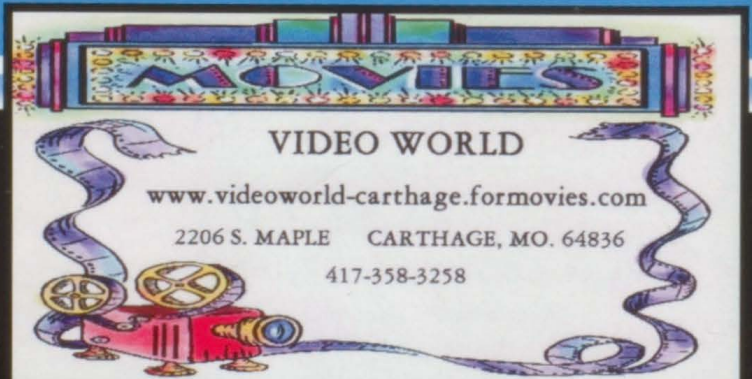 MOVIES
VIDEO WORLD
www.videoworld-carthage.formovies.com
2206 S. MAPLE CARTHAGE, MO. 64836
417-358-3258